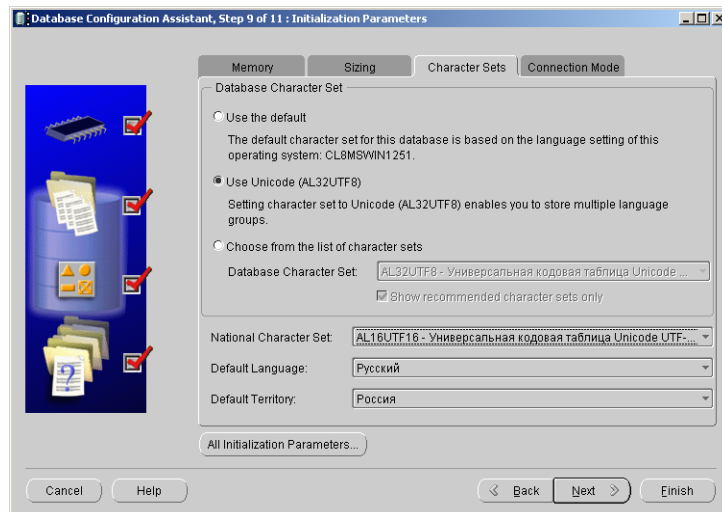 Database Configuration Assistant, Step 9 of 11 : Initialization Parameters
Memory
Sizing
Character Sets
Connection Mode
Database Character Set
Use the default
The default character set for this database is based on the language setting of this
operating system: CL8MSWIN1251.
Use Unicode (AL32UTF8)
Setting character set to Unicode (AL32UTF8) enables you to store multiple language
groups.
Choose from the list of character sets
Database Character Set: AL32UTF8 - Универсальная кодовая таблица Unicode ...
Show recommended character sets only
National Character Set: AL16UTF16 - Универсальная кодовая таблица Unicode UTF-...
Default Language: Русский
Default Territory: Россия
All Initialization Parameters...
Cancel
Help
Back
Next
Finish